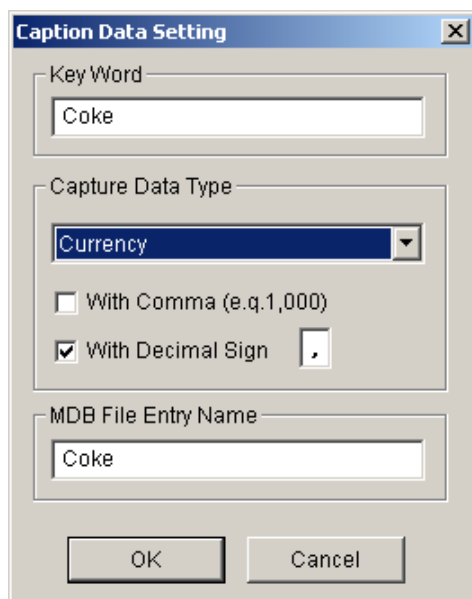 Caption Data Setting
Key Word
Coke
Capture Data Type
Currency
With Comma (e.q.1,000)
With Decimal Sign ,
MDB File Entry Name
Coke
OK Cancel